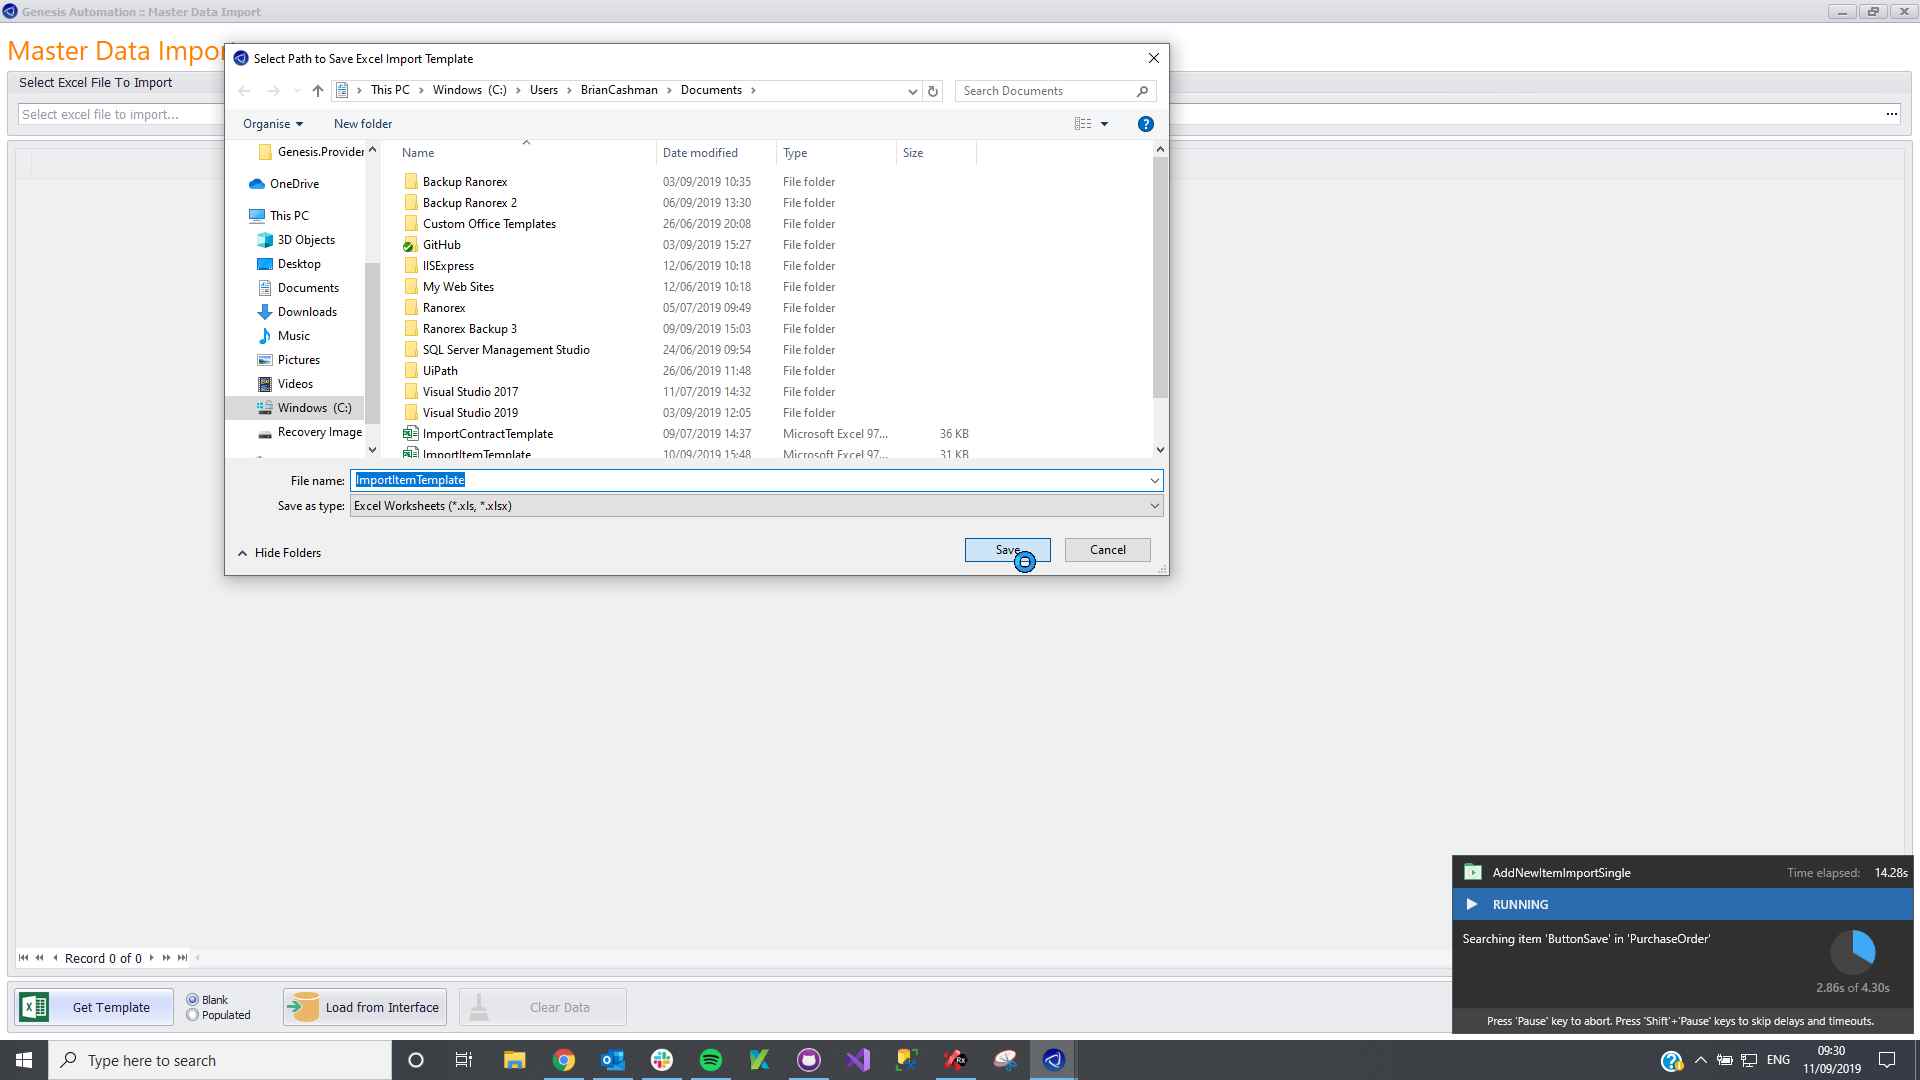 Genesis Automation :: Master Data Import
Master Data Impor
Select Excel File To Import
Select excel file to import...
...
Select Path to Save Excel Import Template
This PC > Windows (C:) > Users > BrianCashman > Documents >
Search Documents
Organise
New folder
Genesis.Provider
OneDrive
This PC
3D Objects
Desktop
Documents
Downloads
Music
Pictures
Videos
Windows (C:)
Recovery Image
Name Date modified Type Size
Backup Ranorex 03/09/2019 10:35 File folder
Backup Ranorex 2 06/09/2019 13:30 File folder
Custom Office Templates 26/06/2019 20:08 File folder
GitHub 03/09/2019 15:27 File folder
IISExpress 12/06/2019 10:18 File folder
My Web Sites 12/06/2019 10:18 File folder
Ranorex 05/07/2019 09:49 File folder
Ranorex Backup 3 09/09/2019 15:03 File folder
SQL Server Management Studio 24/06/2019 09:54 File folder
UiPath 26/06/2019 11:48 File folder
Visual Studio 2017 11/07/2019 14:32 File folder
Visual Studio 2019 03/09/2019 12:05 File folder
ImportContractTemplate 09/07/2019 14:37 Microsoft Excel 97... 36 KB
ImportItemTemplate 10/09/2019 15:48 Microsoft Excel 97... 31 KB
File name: ImportItemTemplate
Save as type: Excel Worksheets (*.xls, *.xlsx)
Hide Folders
Save
Cancel
AddNewItemImportSingle Time elapsed: 14.28s
RUNNING
Searching item 'ButtonSave' in 'PurchaseOrder'
2.86s of 4.30s
Press 'Pause' key to abort. Press 'Shift'+'Pause' keys to skip delays and timeouts.
Record 0 of 0
Get Template
Blank
Populated
Load from Interface
Clear Data
Type here to search
ENG
09:30
11/09/2019